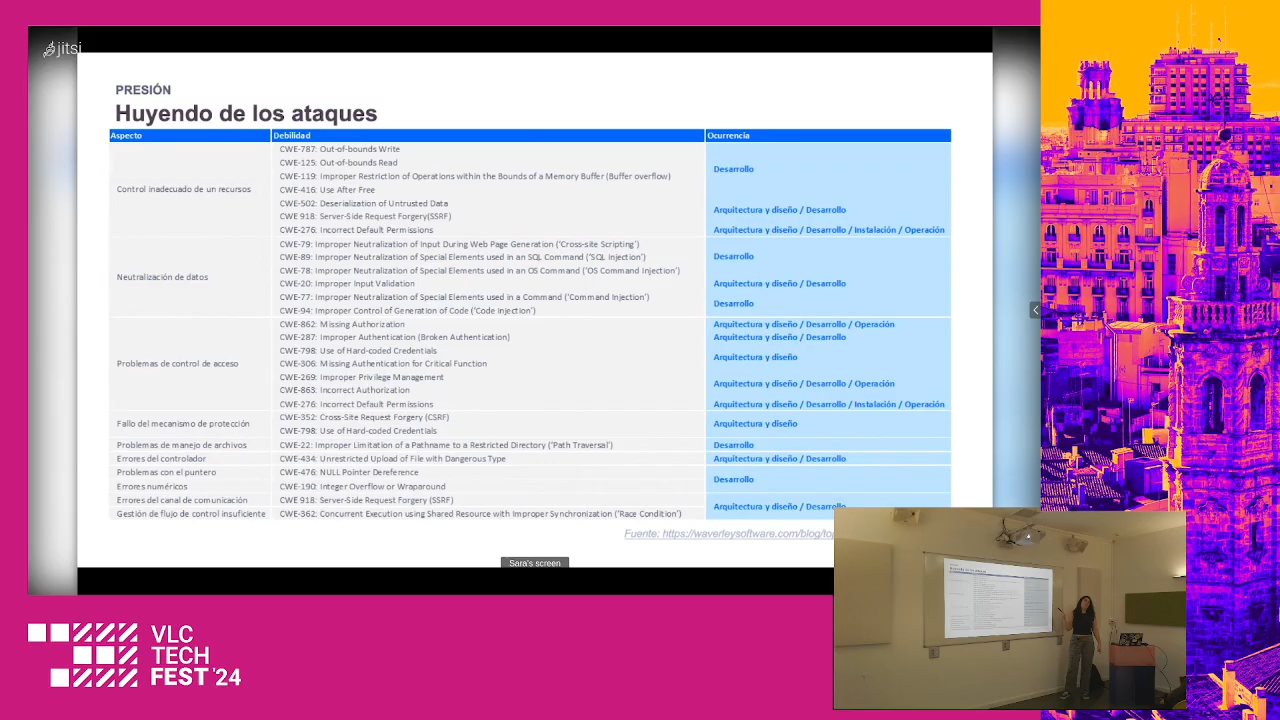 jitsi
PRESIÓN
Huyendo de los ataques
Aspecto Debilidad Ocurrencia
CWE-787: Out-of-bounds Write
CWE-125: Out-of-bounds Read
Desarrollo
CWE-119: Improper Restriction of Operations within the Bounds of a Memory Buffer (Buffer overflow)
Control inadecuado de un recursos
CWE-416: Use After Free
CWE-502: Deserialization of Untrusted Data
Arquitectura y diseño / Desarrollo
CWE 918: Server-Side Request Forgery(SSRF)
CWE-276: Incorrect Default Permissions Arquitectura y diseño / Desarrollo / Instalación / Operación
CWE-79: Improper Neutralization of Input During Web Page Generation ('Cross-site Scripting')
CWE-89: Improper Neutralization of Special Elements used in an SQL Command ('SQL Injection') Desarrollo
CWE-78: Improper Neutralization of Special Elements used in an OS Command ('OS Command Injection')
Neutralización de datos
CWE-20: Improper Input Validation Arquitectura y diseño / Desarrollo
CWE-77: Improper Neutralization of Special Elements used in a Command ('Command Injection')
Desarrollo
CWE-94: Improper Control of Generation of Code ('Code Injection')
CWE-862: Missing Authorization Arquitectura y diseño / Desarrollo / Operación
CWE-287: Improper Authentication (Broken Authentication) Arquitectura y diseño / Desarrollo
CWE-798: Use of Hard-coded Credentials
Arquitectura y diseño
Problemas de control de acceso CWE-306: Missing Authentication for Critical Function
CWE-269: Improper Privilege Management
Arquitectura y diseño / Desarrollo / Operación
CWE-863: Incorrect Authorization
CWE-276: Incorrect Default Permissions Arquitectura y diseño / Desarrollo / Instalación / Operación
CWE-352: Cross-Site Request Forgery (CSRF)
Fallo del mecanismo de protección Arquitectura y diseño
CWE-798: Use of Hard-coded Credentials
Problemas de manejo de archivos CWE-22: Improper Limitation of a Pathname to a Restricted Directory ('Path Traversal') Desarrollo
Errores del controlador CWE-434: Unrestricted Upload of File with Dangerous Type Arquitectura y diseño / Desarrollo
Problemas con el puntero CWE-476: NULL Pointer Dereference
Desarrollo
Errores numéricos CWE-190: Integer Overflow or Wraparound
Errores del canal de comunicación CWE 918: Server-Side Request Forgery (SSRF)
Arquitectura y diseño / Desarrollo
Gestión de flujo de control insuficiente CWE-362: Concurrent Execution using Shared Resource with Improper Synchronization ('Race Condition')
Fuente: https://waverleysoftware.com/blog/top
Sara's screen
VLC
TECH
FEST '24